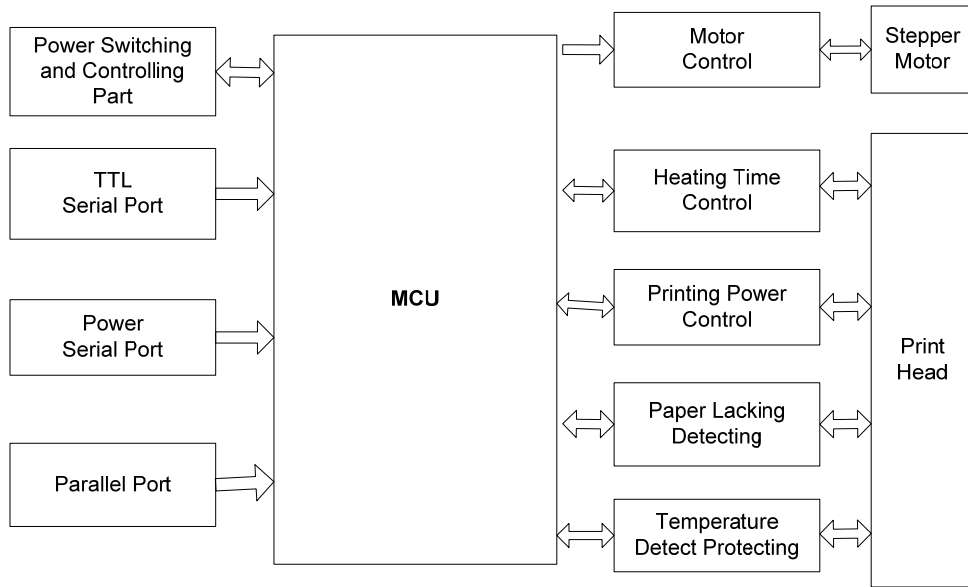 Power Switching
and Controlling
Part
TTL
Serial Port
Power
Serial Port
Parallel Port
MCU
Motor
Control
Heating Time
Control
Printing Power
Control
Paper Lacking
Detecting
Temperature
Detect Protecting
Stepper
Motor
Print
Head